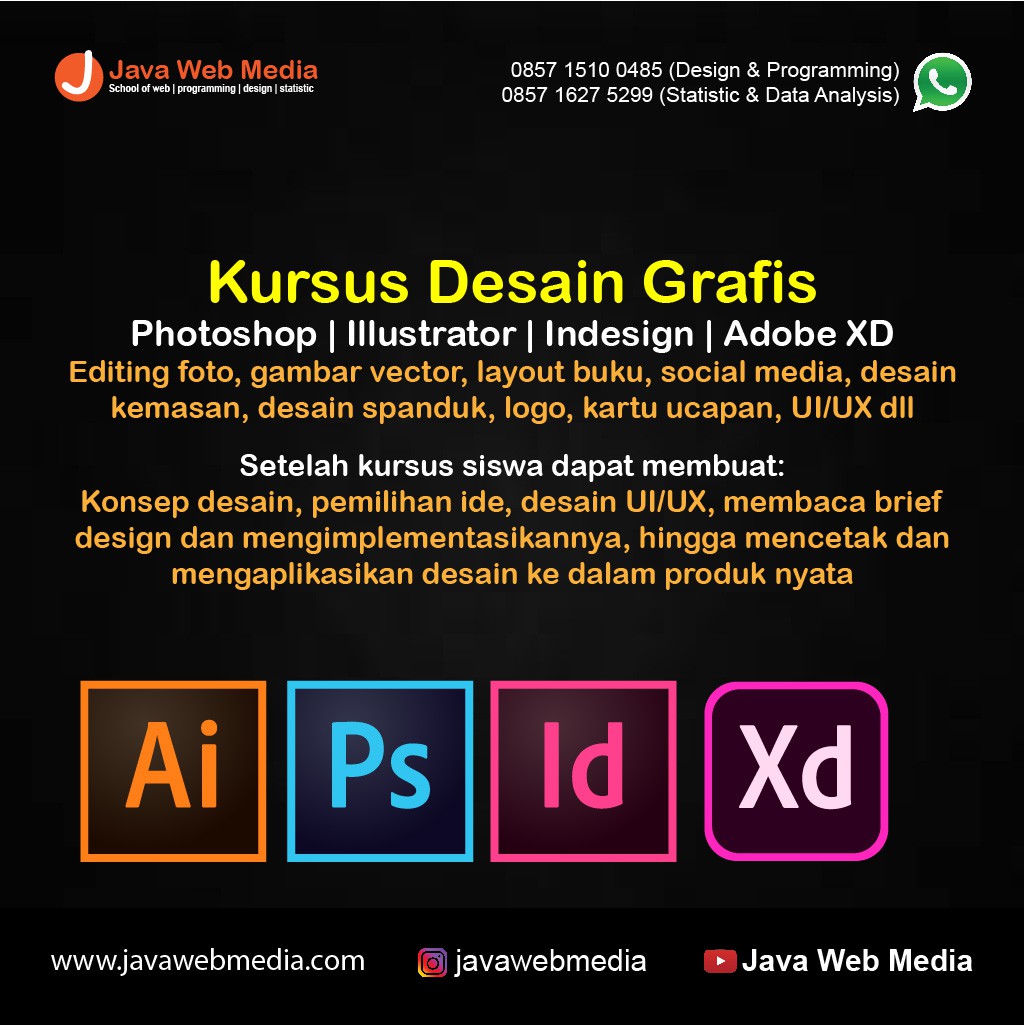 Java Web Media
School of web | programming | design | statistic
0857 1510 0485 (Design & Programming)
0857 1627 5299 (Statistic & Data Analysis)
Kursus Desain Grafis
Photoshop | Illustrator | Indesign | Adobe XD
Editing foto, gambar vector, layout buku, social media, desain
kemasan, desain spanduk, logo, kartu ucapan, UI/UX dll
Setelah kursus siswa dapat membuat:
Konsep desain, pemilihan ide, desain UI/UX, membaca brief
design dan mengimplementasikannya, hingga mencetak dan
mengaplikasikan desain ke dalam produk nyata
Ai Ps Id Xd
www.javawebmedia.com javawebmedia Java Web Media